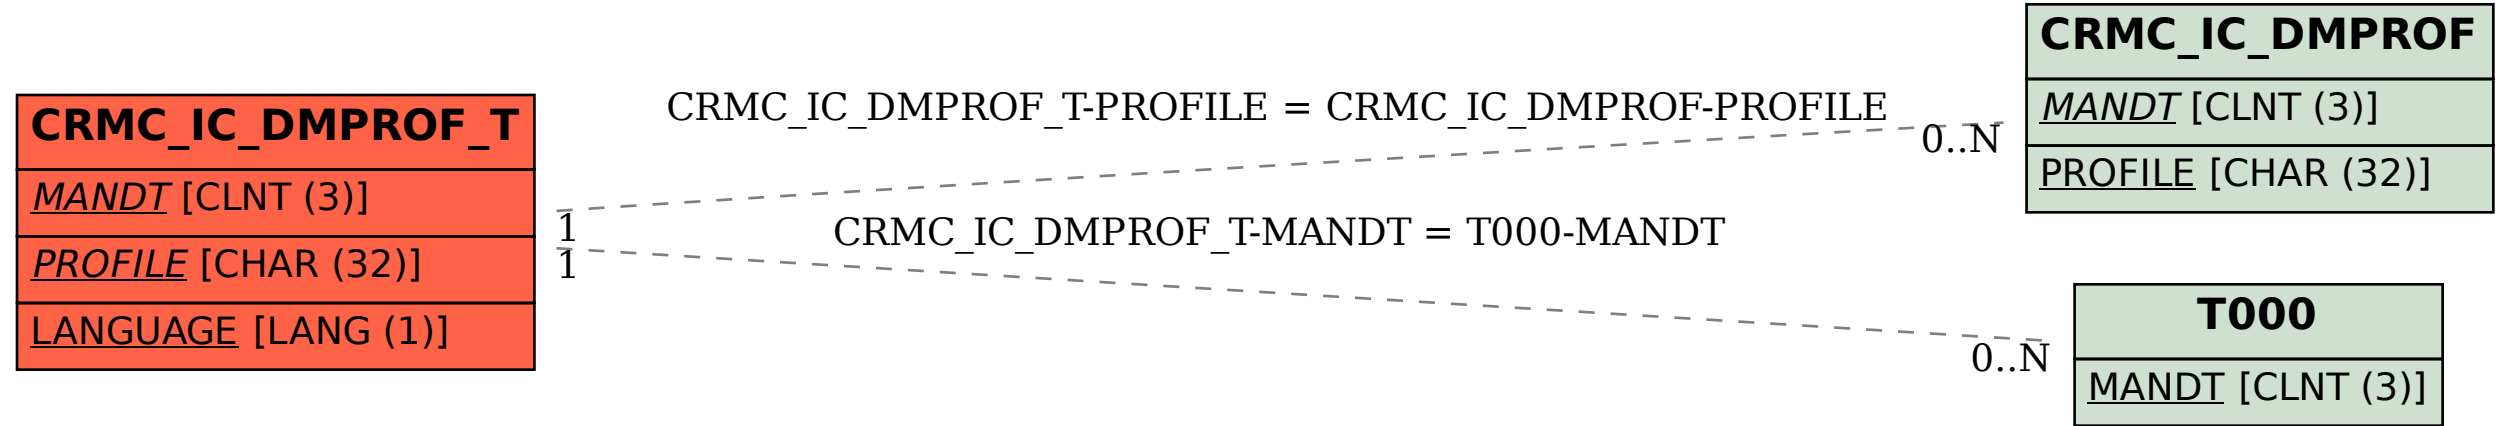 CRMC_IC_DMPROF_T
MANDT [CLNT (3)]
PROFILE [CHAR (32)]
LANGUAGE [LANG (1)]
CRMC_IC_DMPROF_T-PROFILE = CRMC_IC_DMPROF-PROFILE
1
0..N
CRMC_IC_DMPROF_T-MANDT = T000-MANDT
1
0..N
CRMC_IC_DMPROF
MANDT [CLNT (3)]
PROFILE [CHAR (32)]
T000
MANDT [CLNT (3)]